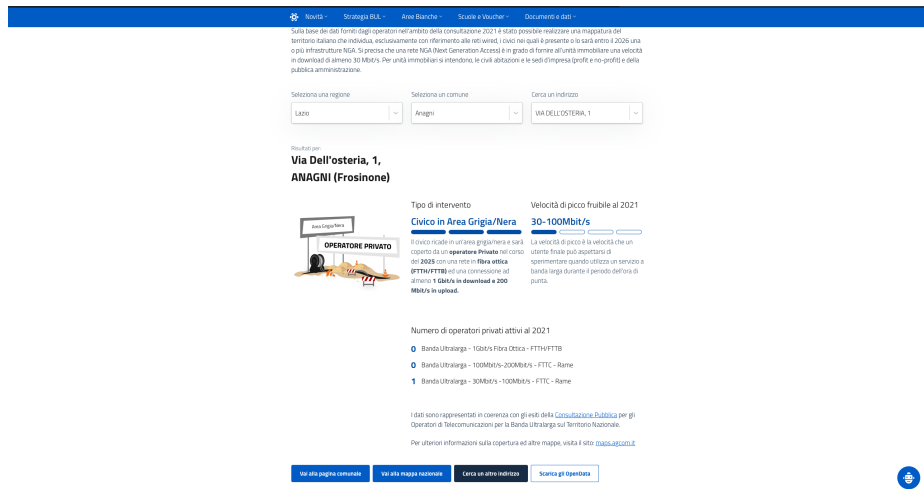 Novità
Strategia BUL
Aree Bianche
Scuole e Voucher
Documenti e dati
Sulla base dei dati forniti dagli operatori nell'ambito della consultazione 2021 è stato possibile realizzare una mappatura del
territorio italiano che individua, esclusivamente con riferimento alle reti wired, i civici nei quali è presente o lo sarà entro il 2026 una
o più infrastrutture NGA. Si precisa che una rete NGA (Next Generation Access) è in grado di fornire all'unità immobiliare una velocità
in download di almeno 30 Mbit/s. Per unità immobiliari si intendono, le civili abitazioni e le sedi d'impresa (profit e no-profit) e della
pubblica amministrazione.
Seleziona una regione
Lazio
Seleziona un comune
Anagni
Cerca un indirizzo
VIA DELL'OSTERIA, 1
Risultati per:
Via Dell'osteria, 1,
ANAGNI (Frosinone)
Area Grigia/Nera
OPERATORE PRIVATO
Tipo di intervento
Civico in Area Grigia/Nera
Il civico ricade in un'area grigia/nera e sarà
coperto da un operatore Privato nel corso
del 2025 con una rete in fibra ottica
(FTTH/FTTB) ed una connessione ad
almeno 1 Gbit/s in download e 200
Mbit/s in upload.
Velocità di picco fruibile al 2021
30-100Mbit/s
La velocità di picco è la velocità che un
utente finale può aspettarsi di
sperimentare quando utilizza un servizio a
banda larga durante il periodo dell'ora di
punta.
Numero di operatori privati attivi al 2021
0 Banda Ultralarga - 1Gbit/s Fibra Ottica - FTTH/FTTB
0 Banda Ultralarga - 100Mbit/s-200Mbit/s - FTTC - Rame
1 Banda Ultralarga - 30Mbit/s -100Mbit/s - FTTC - Rame
I dati sono rappresentati in coerenza con gli esiti della Consultazione Pubblica per gli
Operatori di Telecomunicazioni per la Banda Ultralarga sul Territorio Nazionale.
Per ulteriori informazioni sulla copertura ed altre mappe, visita il sito: maps.agcom.it
Vai alla pagina comunale
Vai alla mappa nazionale
Cerca un altro indirizzo
Scarica gli OpenData